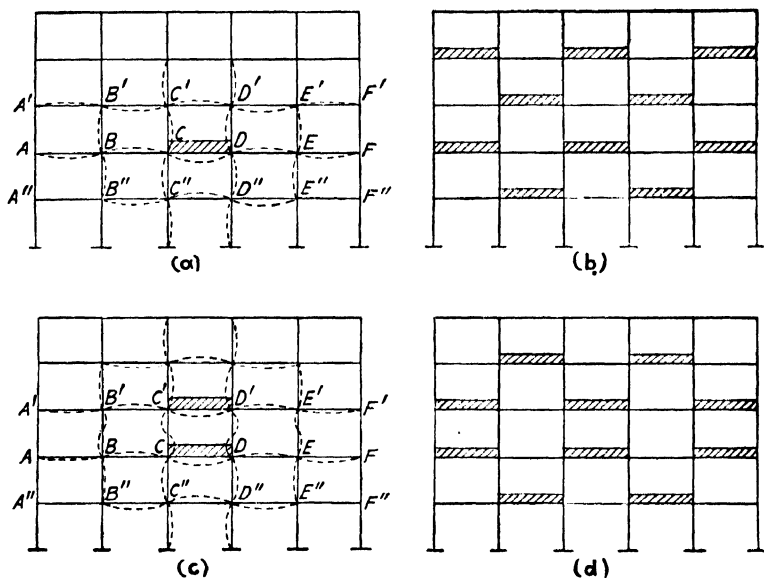 A' B' C' D' E' F'
A B C D E F
A" B" C" D" E" F"
(a)
(b)
A' B' C' D' E' F'
A B C D E F
A" B" C" D" E" F"
(c)
(d)